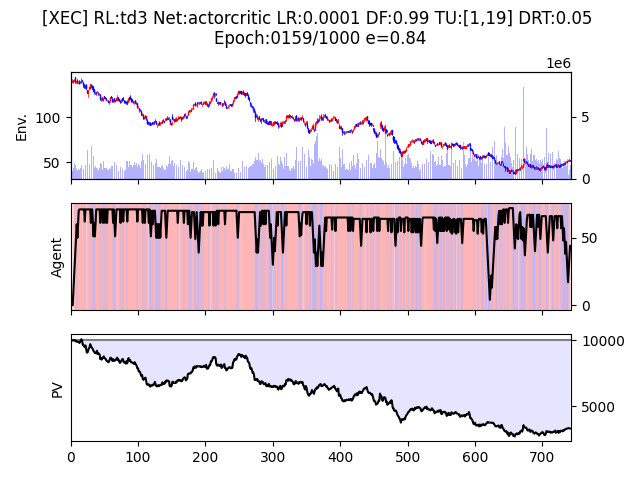 [XEC] RL:td3 Net:actorcritic LR:0.0001 DF:0.99 TU:[1,19] DRT:0.05
Epoch:0159/1000 e=0.84
1e6
Env.
100
50
5
0
Agent
50
0
PV
10000
5000
0 100 200 300 400 500 600 700